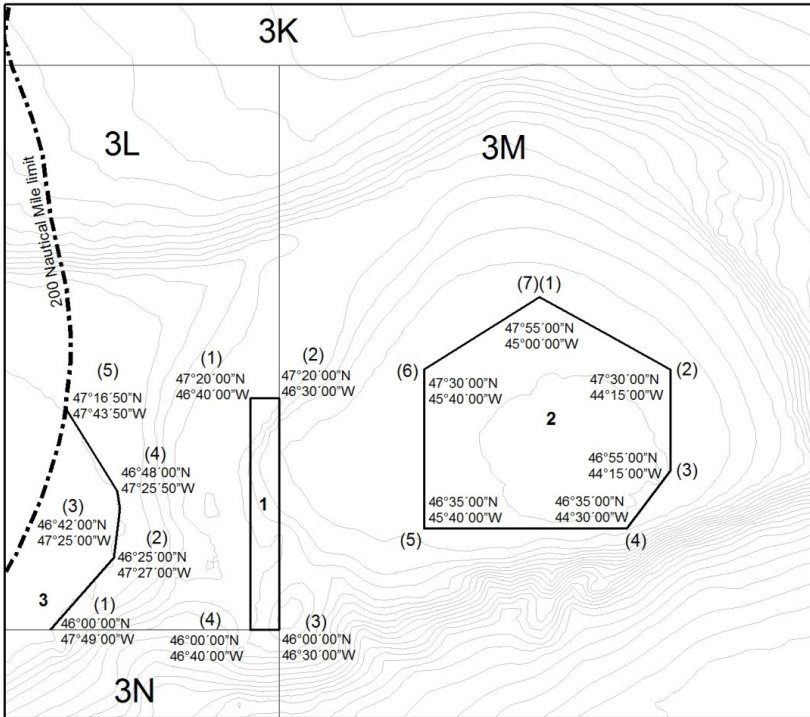 3K
3L
3M
200 Nautical Mile limit
(7)(1)
47°55´00"N
45°00´00"W
(6)
47°30´00"N
45°40´00"W
47°30´00"N
44°15´00"W
(2)
2
46°55´00"N
44°15´00"W
(3)
46°35´00"N
45°40´00"W
46°35´00"N
44°30´00"W
(5)
(4)
(1)
47°20´00"N
46°40´00"W
(2)
47°20´00"N
46°30´00"W
1
(5)
47°16´50"N
47°43´50"W
(4)
46°48´00"N
47°25´50"W
(3)
46°42´00"N
47°25´00"W
(2)
46°25´00"N
47°27´00"W
3
(1)
46°00´00"N
47°49´00"W
(4)
46°00´00"N
46°40´00"W
(3)
46°00´00"N
46°30´00"W
3N